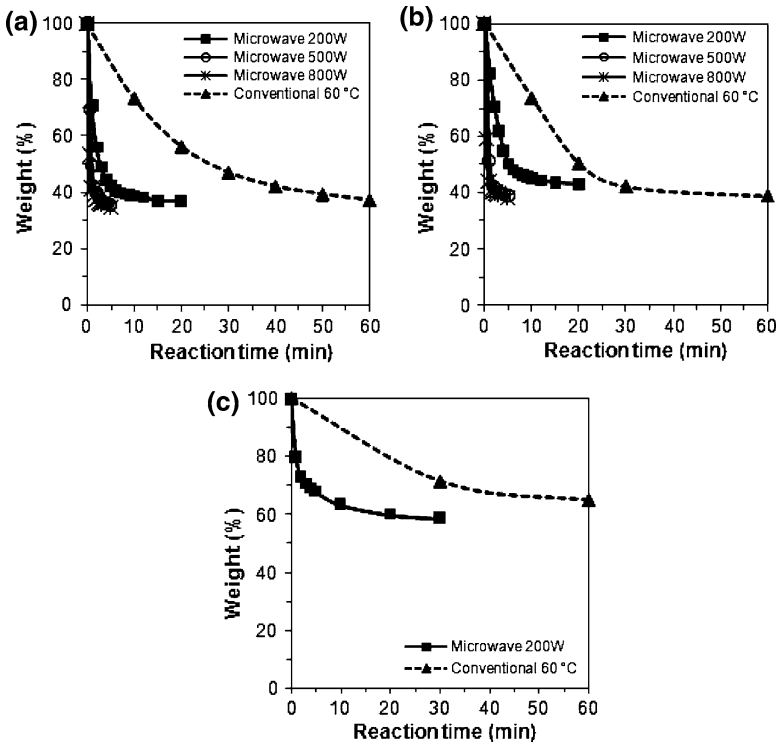 (a)
Microwave 200W
Microwave 500W
Microwave 800W
Conventional 60 °C
100
80
60
40
20
0
Weight (%)
0 10 20 30 40 50 60
Reaction time (min)
(b)
Microwave 200W
Microwave 500W
Microwave 800W
Conventional 60 °C
100
80
60
40
20
0
Weight (%)
0 10 20 30 40 50 60
Reaction time (min)
(c)
100
80
60
40
20
0
Weight (%)
Microwave 200W
Conventional 60 °C
0 10 20 30 40 50 60
Reaction time (min)